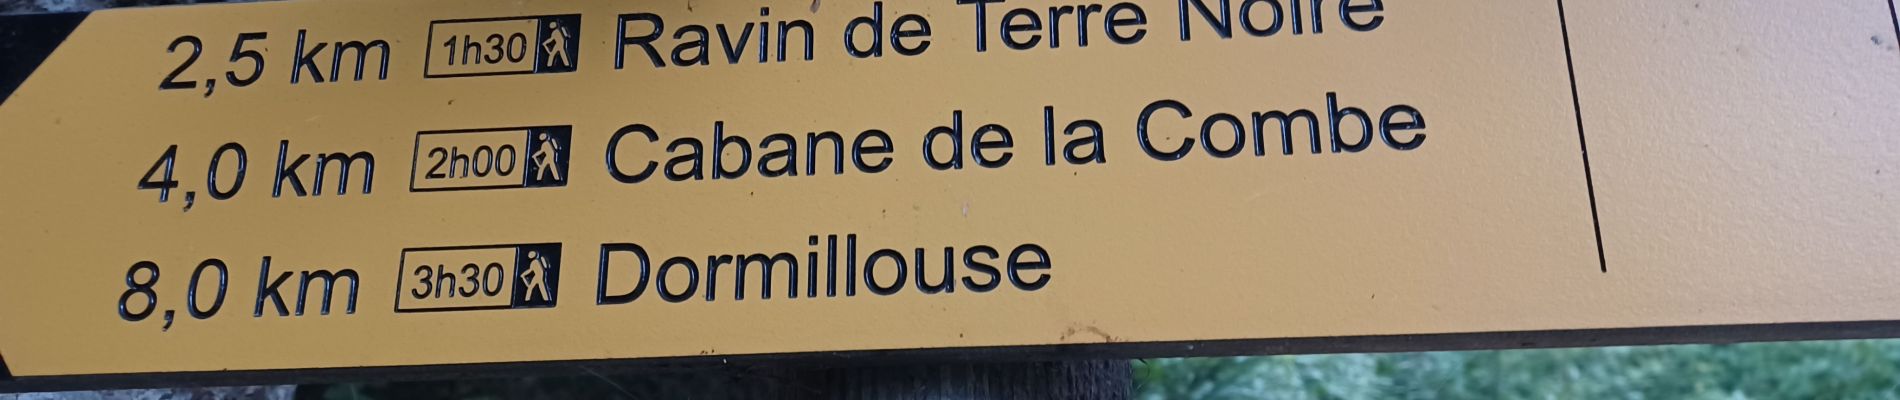 2,5 km 1h30 Ravin de Terre Noire
4,0 km 2h00 Cabane de la Combe
8,0 km 3h30 Dormillouse